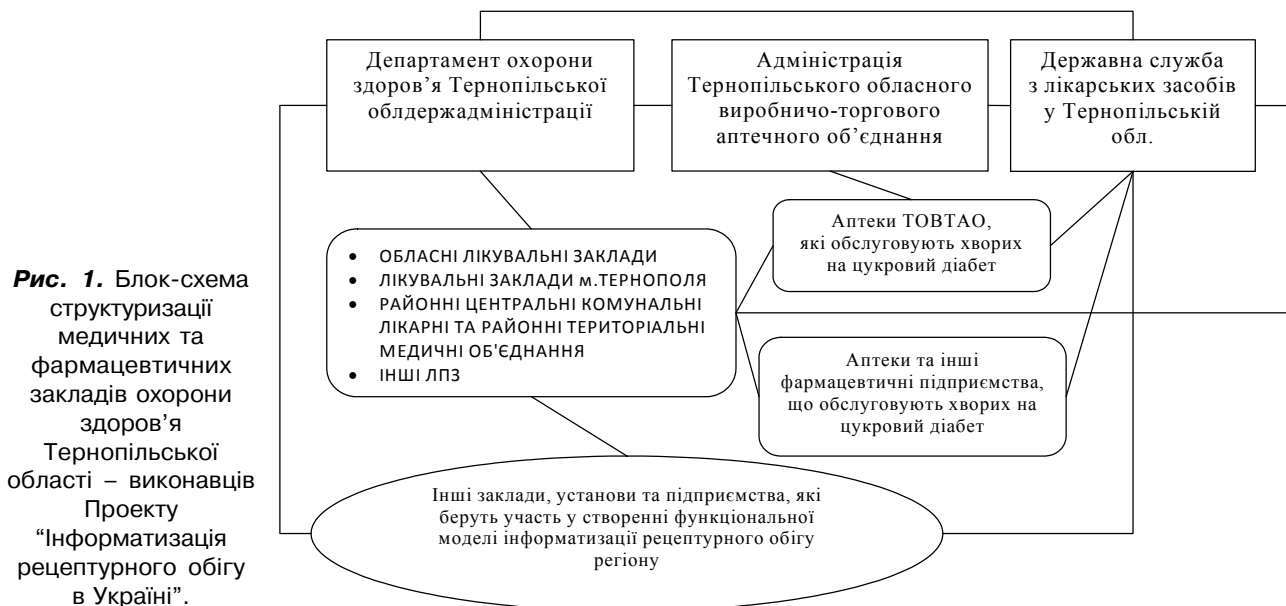 Департамент охорони
здоров’я Тернопільської
облдержадміністрації
Адміністрація
Тернопільського обласного
виробничо-торгового
аптечного об’єднання
Державна служба
з лікарських засобів
у Тернопільській
обл.
Аптеки ТОВТАО,
які обслуговують хворих
на цукровий діабет
• ОБЛАСНІ ЛІКУВАЛЬНІ ЗАКЛАДИ
• ЛІКУВАЛЬНІ ЗАКЛАДИ м.ТЕРНОПОЛЯ
• РАЙОННІ ЦЕНТРАЛЬНІ КОМУНАЛЬНІ
ЛІКАРНІ ТА РАЙОННІ ТЕРИТОРІАЛЬНІ
МЕДИЧНІ ОБ'ЄДНАННЯ
• ІНШІ ЛПЗ
Аптеки та інші
фармацевтичні підприємства,
що обслуговують хворих на
цукровий діабет
Інші заклади, установи та підприємства, які
беруть участь у створенні функціональної
моделі інформатизації рецептурного обігу
регіону
Рис. 1. Блок-схема
структуризації
медичних та
фармацевтичних
закладів охорони
здоров’я
Тернопільської
області – виконавців
Проекту
“Інформатизація
рецептурного обігу
в Україні”.